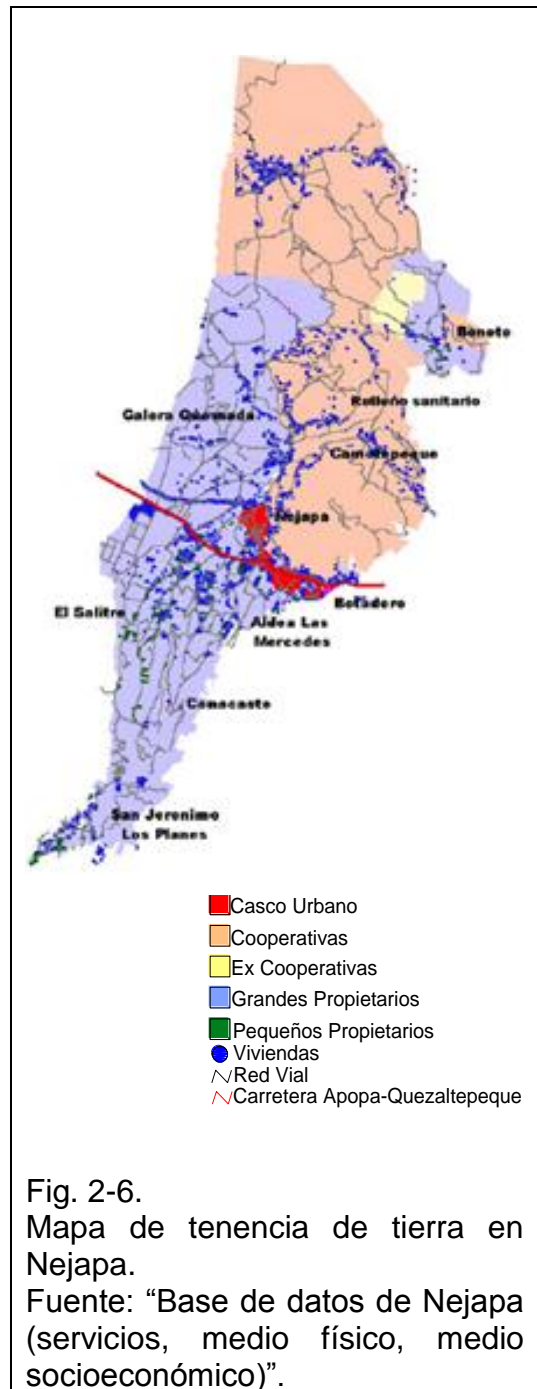 Bonete
Relleno sanitario
Galera Quemada
Camotepeque
Nejapa
El Salitre
Botadero
Aldea Las
Mercedes
Conacaste
San Jeronimo
Los Planes
Casco Urbano
Cooperativas
Ex Cooperativas
Grandes Propietarios
Pequeños Propietarios
Viviendas
Red Vial
Carretera Apopa-Quezaltepeque
Fig. 2-6.
Mapa de tenencia de tierra en
Nejapa.
Fuente: “Base de datos de Nejapa
(servicios, medio físico, medio
socioeconómico)”.